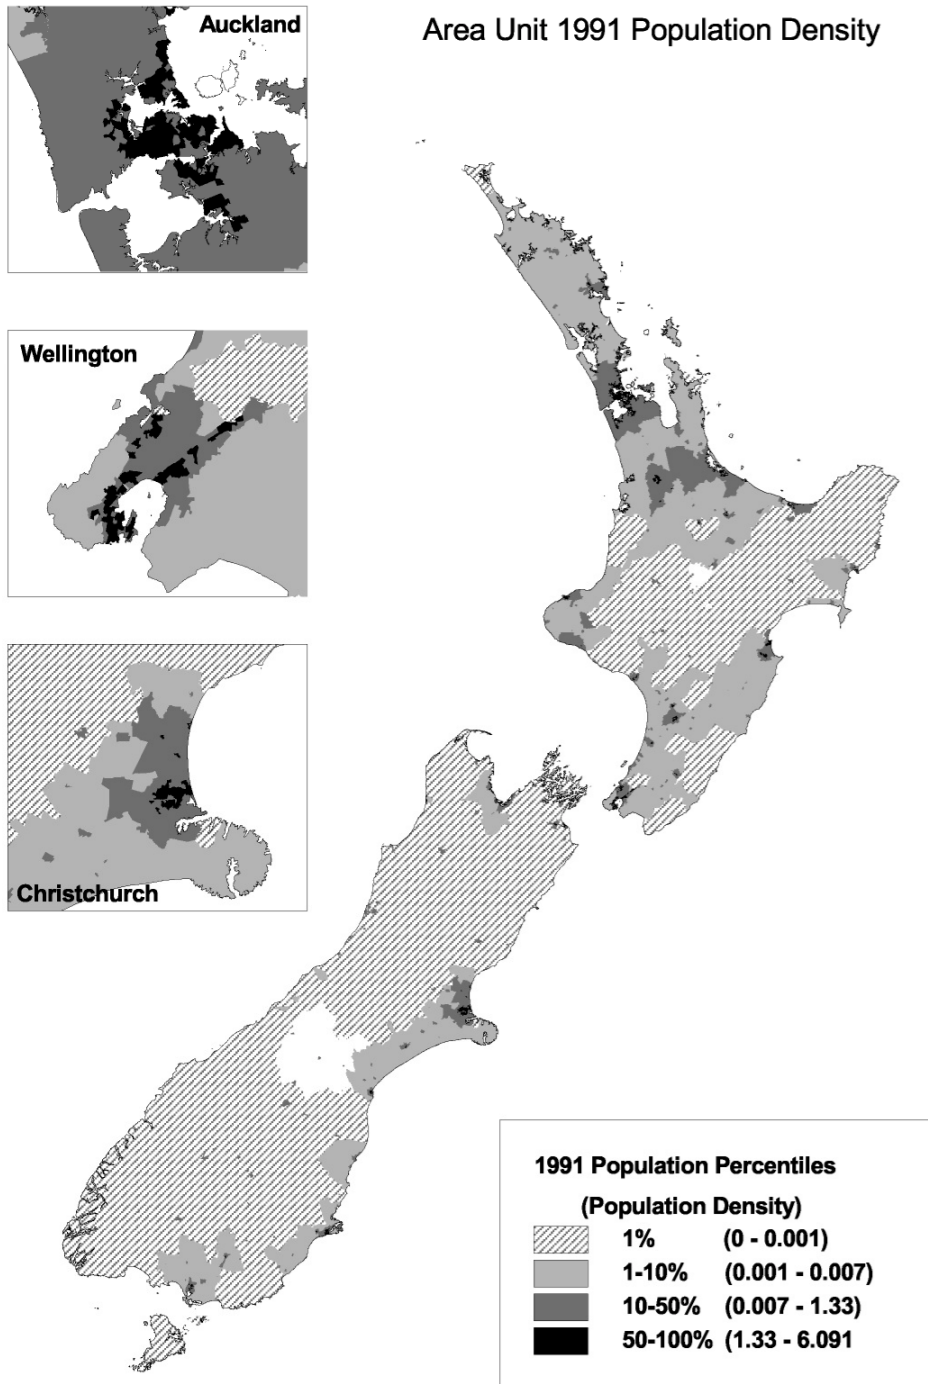 Area Unit 1991 Population Density
Auckland
Wellington
Christchurch
1991 Population Percentiles
(Population Density)
1% (0 - 0.001)
1-10% (0.001 - 0.007)
10-50% (0.007 - 1.33)
50-100% (1.33 - 6.091